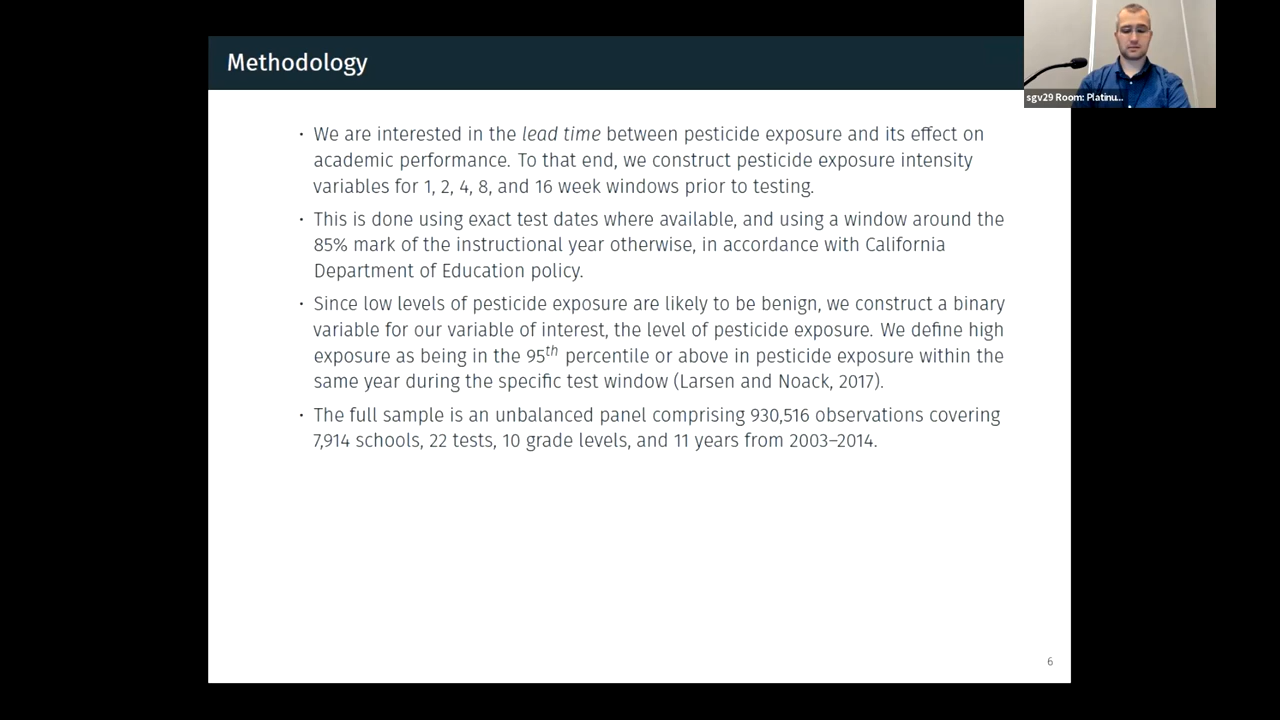 Methodology
sgv29 Room: Platinu...
• We are interested in the lead time between pesticide exposure and its effect on
academic performance. To that end, we construct pesticide exposure intensity
variables for 1, 2, 4, 8, and 16 week windows prior to testing.
• This is done using exact test dates where available, and using a window around the
85% mark of the instructional year otherwise, in accordance with California
Department of Education policy.
• Since low levels of pesticide exposure are likely to be benign, we construct a binary
variable for our variable of interest, the level of pesticide exposure. We define high
exposure as being in the 95th percentile or above in pesticide exposure within the
same year during the specific test window (Larsen and Noack, 2017).
• The full sample is an unbalanced panel comprising 930,516 observations covering
7,914 schools, 22 tests, 10 grade levels, and 11 years from 2003–2014.
6